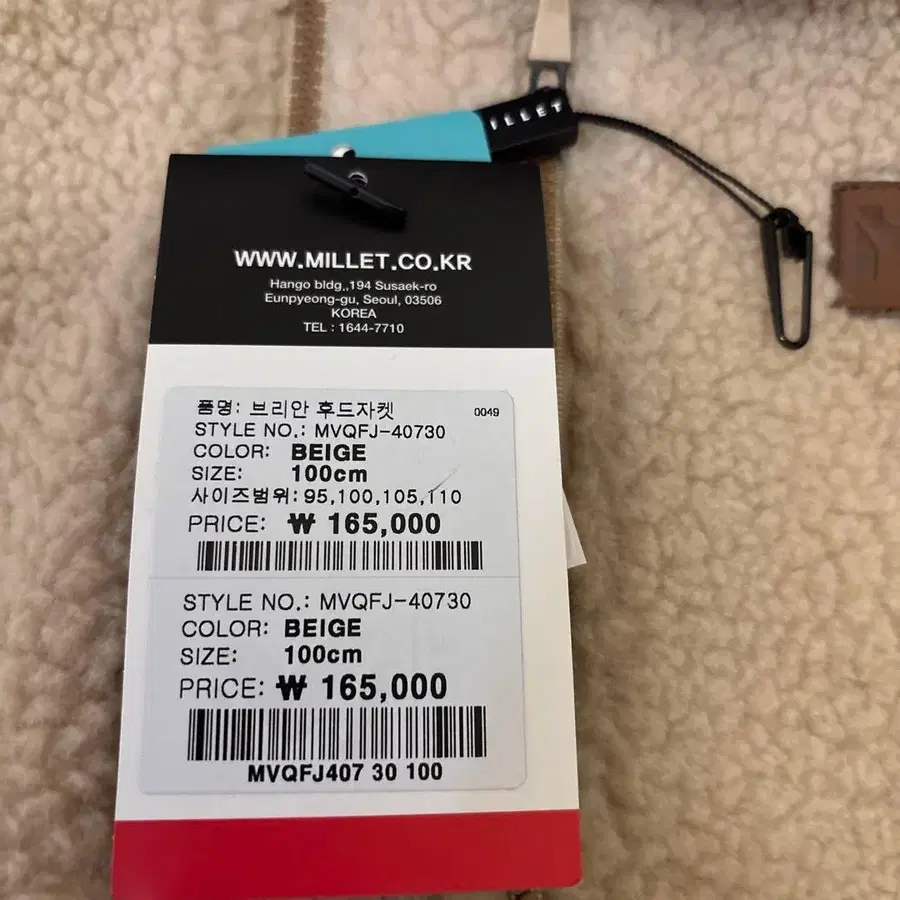 ILLET
WWW.MILLET.CO.KR
Hango bldg,,194 Susaek-ro
Eunpyeong-gu, Seoul, 03506
KOREA
TEL : 1644-7710
품명: 브리안 후드자켓 0049
STYLE NO.: MVQFJ-40730
COLOR: BEIGE
SIZE: 100cm
사이즈범위: 95,100,105,110
PRICE: ₩ 165,000
STYLE NO.: MVQFJ-40730
COLOR: BEIGE
SIZE: 100cm
PRICE: ₩ 165,000
MVQFJ407 30 100